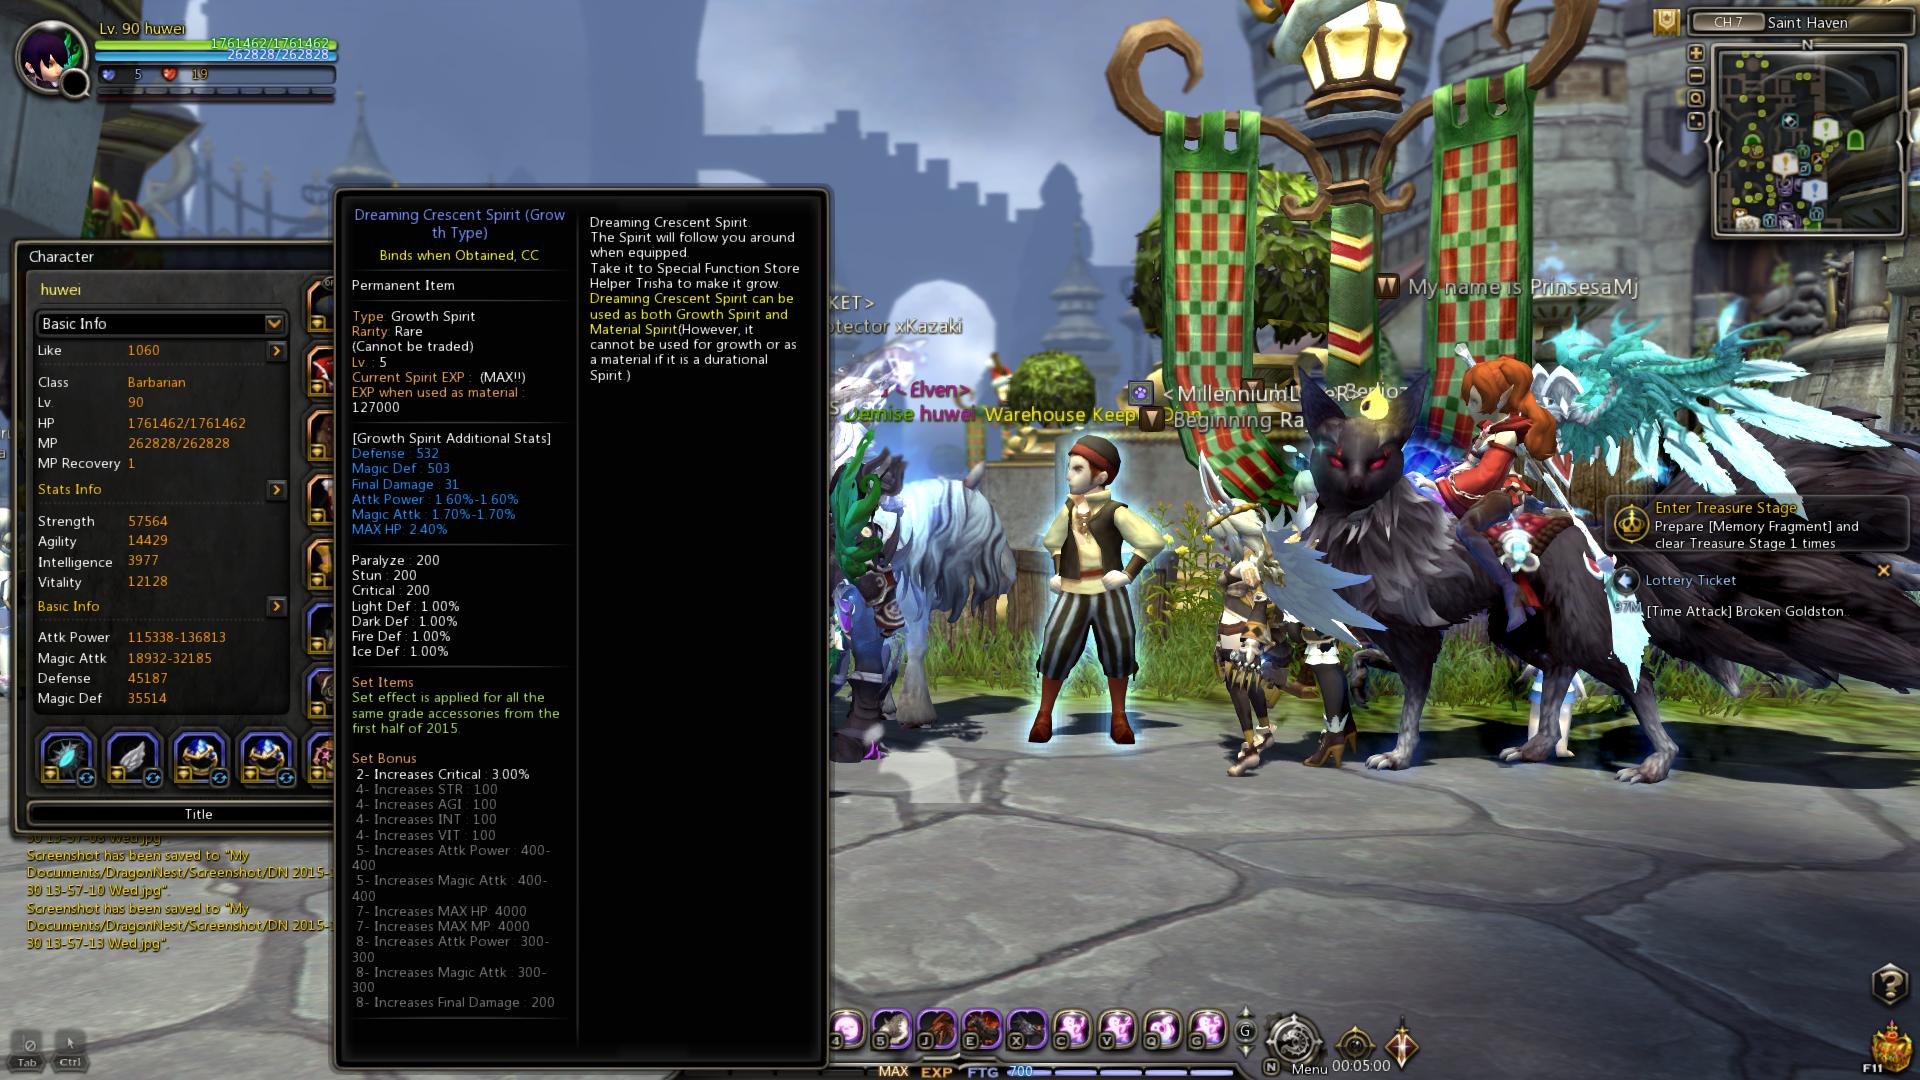 Lv. 90 huwei
1761462/1761462
262828/262828
5 19
CH 7 Saint Haven
N
Character
huwei
Basic Info
Like 1060
Class Barbarian
Lv. 90
HP 1761462/1761462
MP 262828/262828
MP Recovery 1
Stats Info
Strength 57564
Agility 14429
Intelligence 3977
Vitality 12128
Basic Info
Attk Power 115338-136813
Magic Attk 18932-32185
Defense 45187
Magic Def 35514
Title
30 13-57-08 Wed.jpg
Screenshot has been saved to "My
Documents/DragonNest/Screenshot/DN 2015-
30 13-57-10 Wed.jpg".
Screenshot has been saved to "My
Documents/DragonNest/Screenshot/DN 2015-
30 13-57-13 Wed.jpg".
Tab Ctrl
Dreaming Crescent Spirit (Grow
th Type)
Binds when Obtained, CC
Permanent Item
Type: Growth Spirit
Rarity: Rare
(Cannot be traded)
Lv. : 5
Current Spirit EXP : (MAX!!)
EXP when used as material :
127000
[Growth Spirit Additional Stats]
Defense : 532
Magic Def : 503
Final Damage : 31
Attk Power : 1.60%-1.60%
Magic Attk : 1.70%-1.70%
MAX HP: 2.40%
Paralyze : 200
Stun : 200
Critical : 200
Light Def : 1.00%
Dark Def : 1.00%
Fire Def : 1.00%
Ice Def : 1.00%
Set Items
Set effect is applied for all the
same grade accessories from the
first half of 2015.
Set Bonus
2- Increases Critical : 3.00%
4- Increases STR : 100
4- Increases AGI : 100
4- Increases INT : 100
4- Increases VIT : 100
5- Increases Attk Power : 400-
400
5- Increases Magic Attk : 400-
400
7- Increases MAX HP: 4000
7- Increases MAX MP: 4000
8- Increases Attk Power : 300-
300
8- Increases Magic Attk : 300-
300
8- Increases Final Damage : 200
Dreaming Crescent Spirit.
The Spirit will follow you around
when equipped.
Take it to Special Function Store
Helper Trisha to make it grow.
Dreaming Crescent Spirit can be
used as both Growth Spirit and
Material Spirit(However, it
cannot be used for growth or as
a material if it is a durational
Spirit.)
My name is PrinsesaMj
KET>
otector xKazaki
<Elven>
Demise huwei Warehouse Keep
Beginning Ra
Enter Treasure Stage
Prepare [Memory Fragment] and
clear Treasure Stage 1 times
Lottery Ticket
97M [Time Attack] Broken Goldston..
4 5 J E X C V Q G G
N Menu 00:05:00
MAX EXP FTG 700
F11